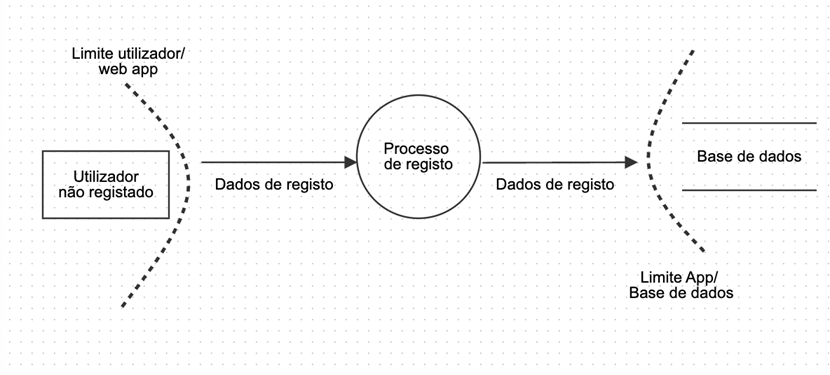 Limite utilizador/
web app
Utilizador
não registado
Dados de registo
Processo
de registo
Dados de registo
Base de dados
Limite App/
Base de dados